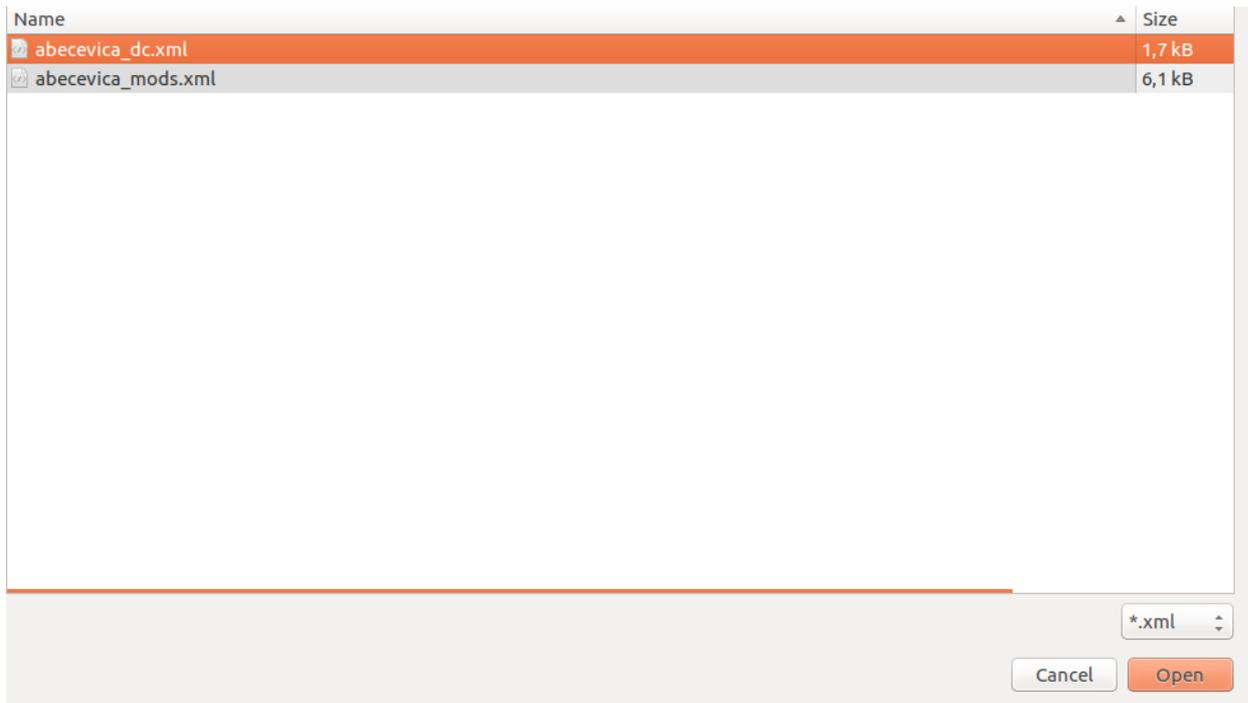 Name Size
abecevica_dc.xml 1,7 kB
abecevica_mods.xml 6,1 kB
*.xml
Cancel Open